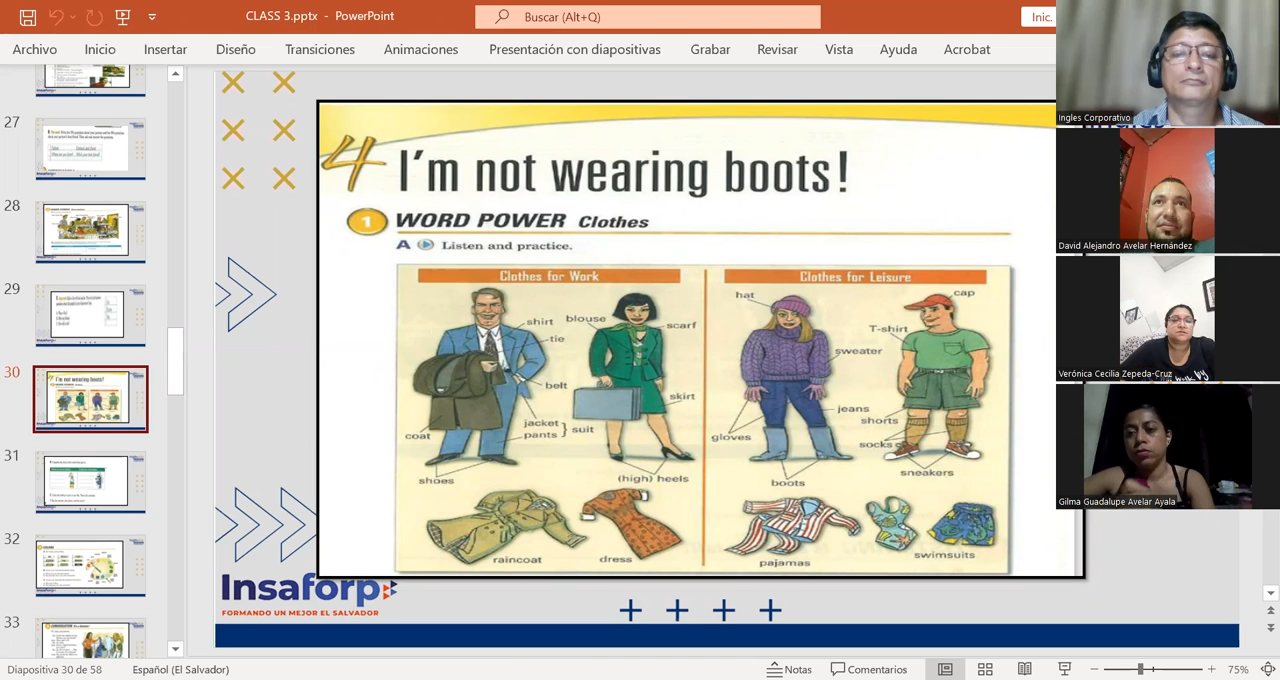 CLASS 3.pptx - PowerPoint
Buscar (Alt+Q)
Inic.
Archivo Inicio Insertar Diseño Transiciones Animaciones Presentación con diapositivas Grabar Revisar Vista Ayuda Acrobat
27
28
29
30
31
32
33
4 I'm not wearing boots!
1 WORD POWER Clothes
A Listen and practice.
Clothes for Work
Clothes for Leisure
shirt
blouse
tie
scarf
belt
skirt
coat
jacket
pants
suit
shoes
(high) heels
raincoat
dress
hat
cap
T-shirt
sweater
jeans
shorts
gloves
socks
boots
sneakers
pajamas
swimsuits
Insaforp
FORMANDO UN MEJOR EL SALVADOR
Ingles Corporativo
David Alejandro Avelar Hernández
Verónica Cecilia Zepeda-Cruz
Gilma Guadalupe Avelar Ayala
Diapositiva 30 de 58 Español (El Salvador) Notas Comentarios 75%